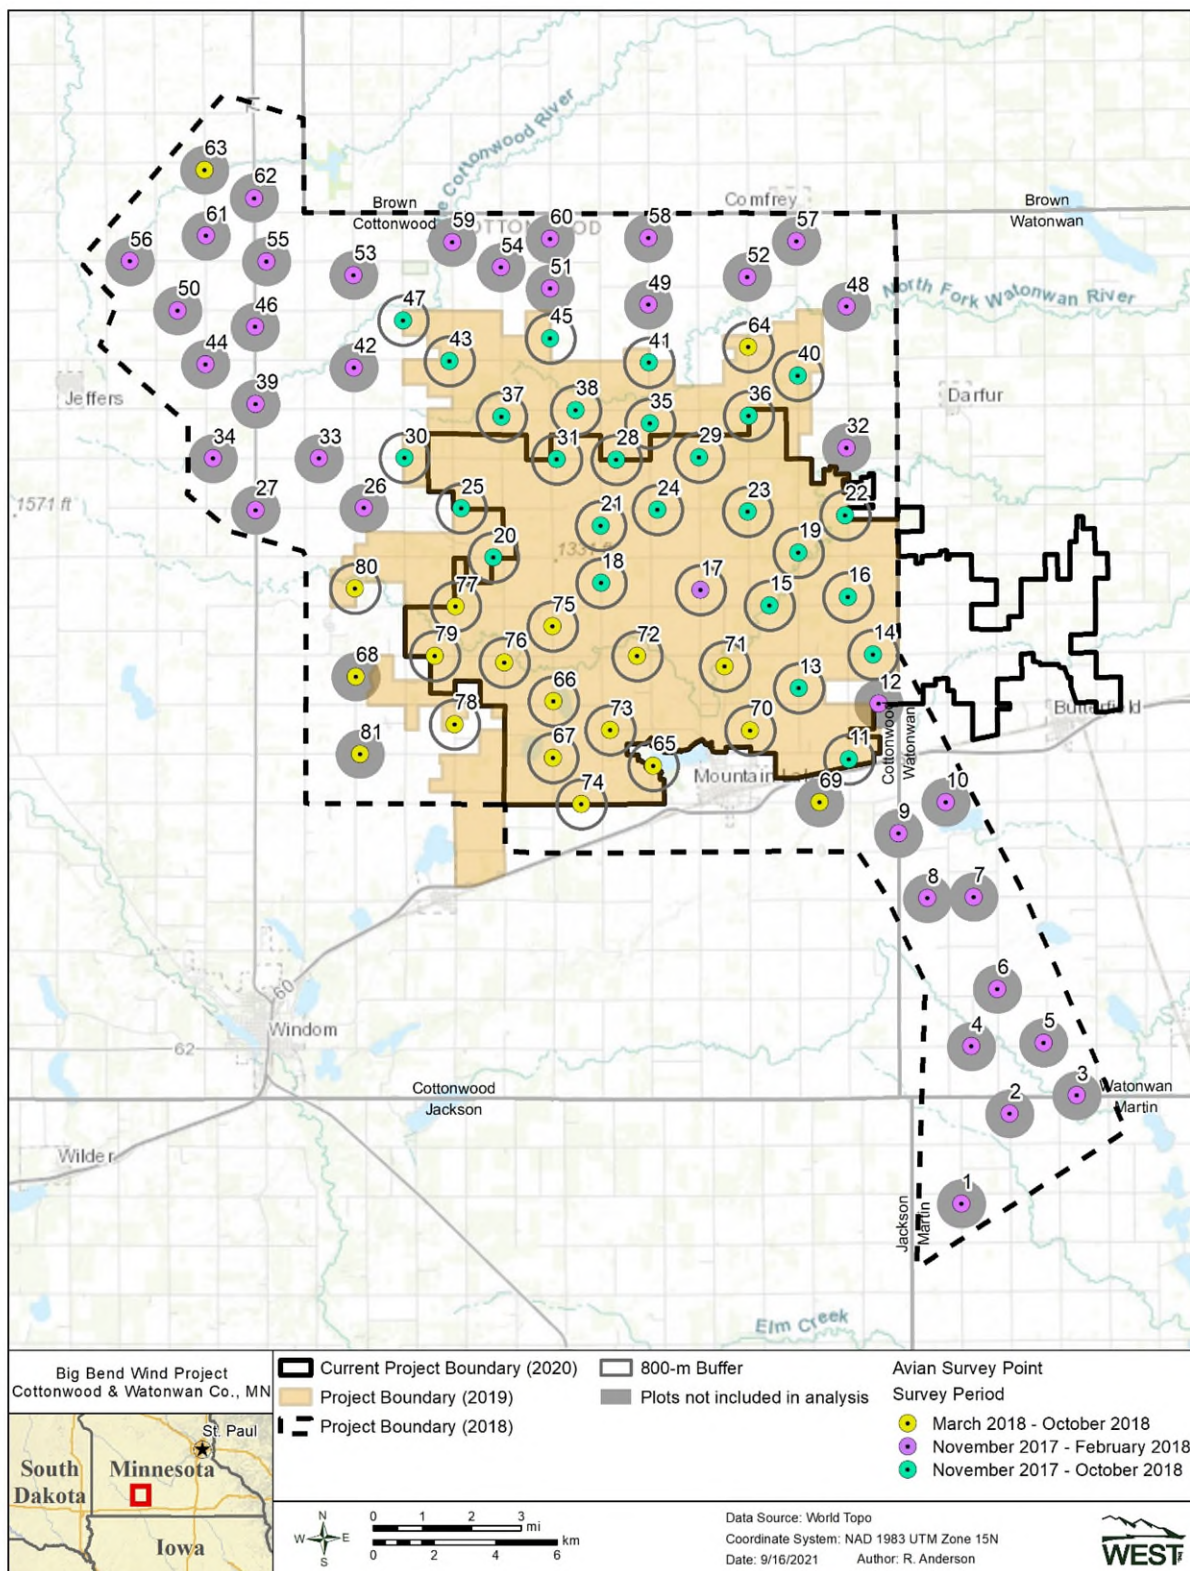 63
62
61
56
55
53
59
60
58
57
54
51
52
50
49
48
46
47
45
44
43
42
41
64
40
39
38
37
36
35
34
33
32
31
30
29
28
27
26
25
24
23
22
21
20
19
18
17
16
15
80
77
75
79
76
72
71
14
68
13
12
66
78
73
70
81
67
65
11
74
69
10
9
8
7
6
5
4
3
2
1
Cottonwood River
Brown
Cottonwood
Comfrey
Brown
Watonwan
North Fork Watonwan River
Jeffers
Darfur
1571 ft
1331 ft
Butterfield
Mountain
Cottonwood
Watonwan
60
Windom
62
Cottonwood
Jackson
Watonwan
Martin
Wilder
Jackson
Martin
Elm Creek
Big Bend Wind Project
Cottonwood & Watonwan Co., MN
St. Paul
South
Dakota
Minnesota
Iowa
Current Project Boundary (2020)
Project Boundary (2019)
Project Boundary (2018)
800-m Buffer
Plots not included in analysis
Avian Survey Point
Survey Period
March 2018 - October 2018
November 2017 - February 2018
November 2017 - October 2018
N
W E
S
0 1 2 3
mi
km
0 2 4 6
Data Source: World Topo
Coordinate System: NAD 1983 UTM Zone 15N
Date: 9/16/2021 Author: R. Anderson
WEST